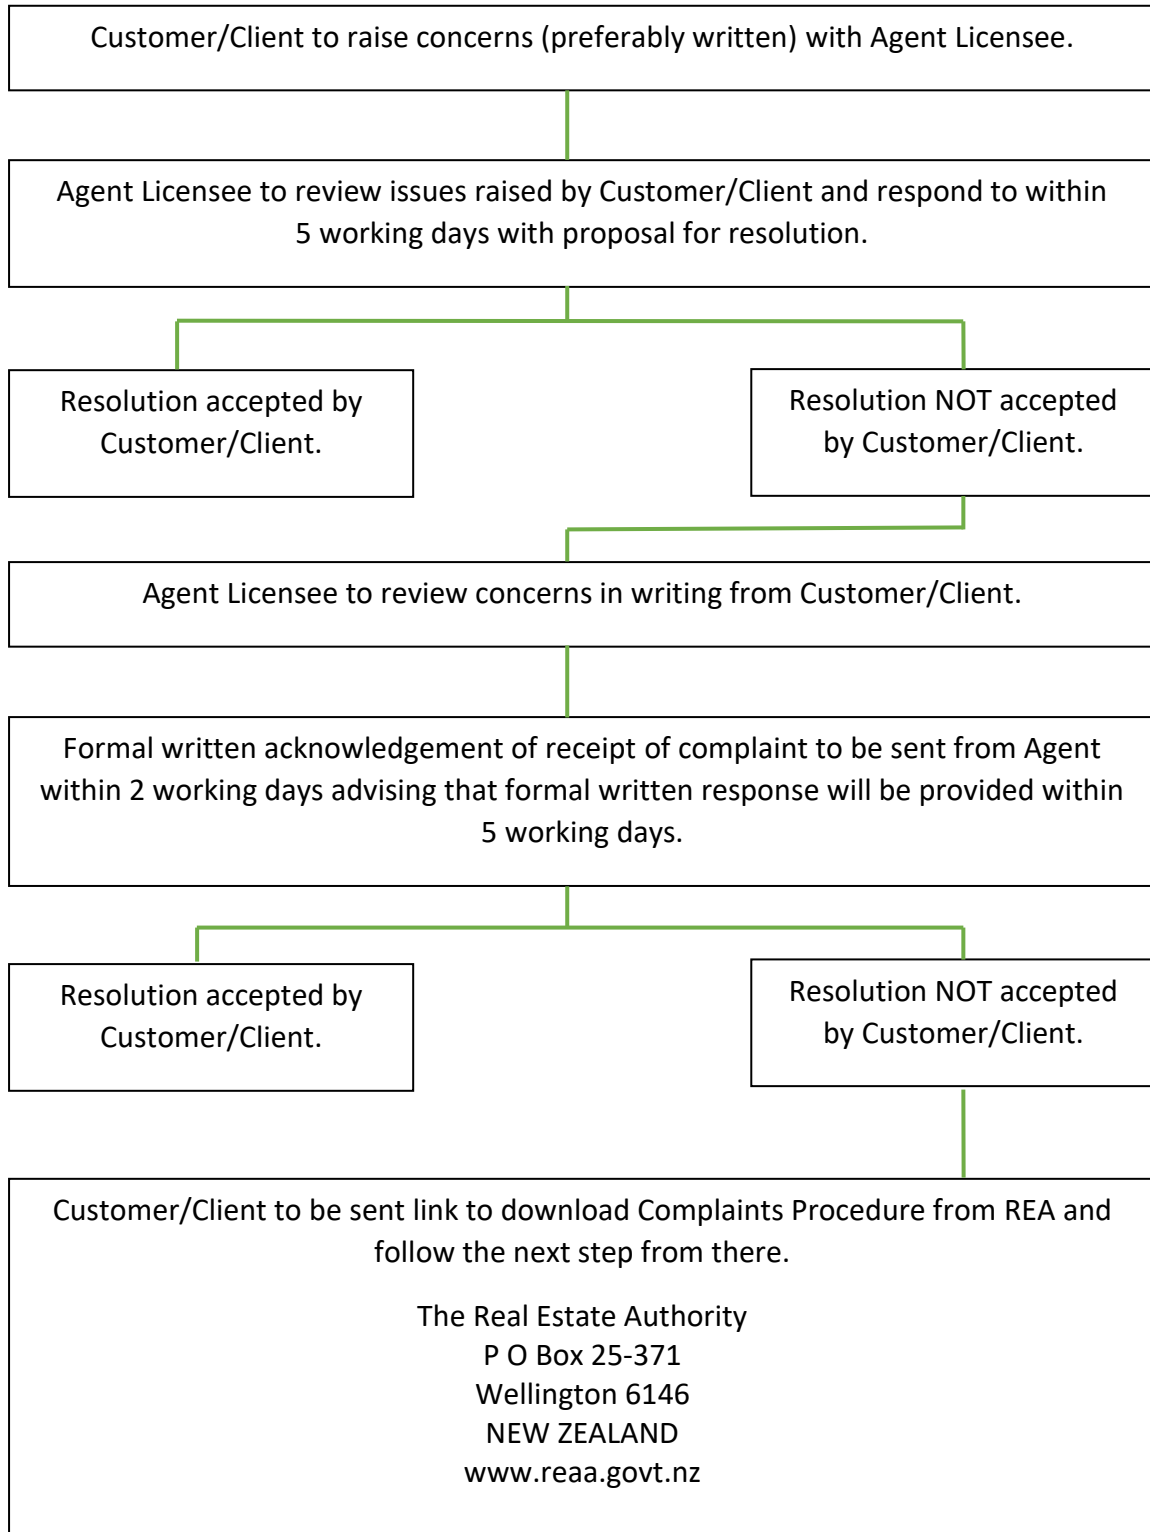 Customer/Client to raise concerns (preferably written) with Agent Licensee.
Agent Licensee to review issues raised by Customer/Client and respond to within
5 working days with proposal for resolution.
Resolution accepted by
Customer/Client.
Resolution NOT accepted
by Customer/Client.
Agent Licensee to review concerns in writing from Customer/Client.
Formal written acknowledgement of receipt of complaint to be sent from Agent
within 2 working days advising that formal written response will be provided within
5 working days.
Resolution accepted by
Customer/Client.
Resolution NOT accepted
by Customer/Client.
Customer/Client to be sent link to download Complaints Procedure from REA and
follow the next step from there.
The Real Estate Authority
P O Box 25-371
Wellington 6146
NEW ZEALAND
www.reaa.govt.nz